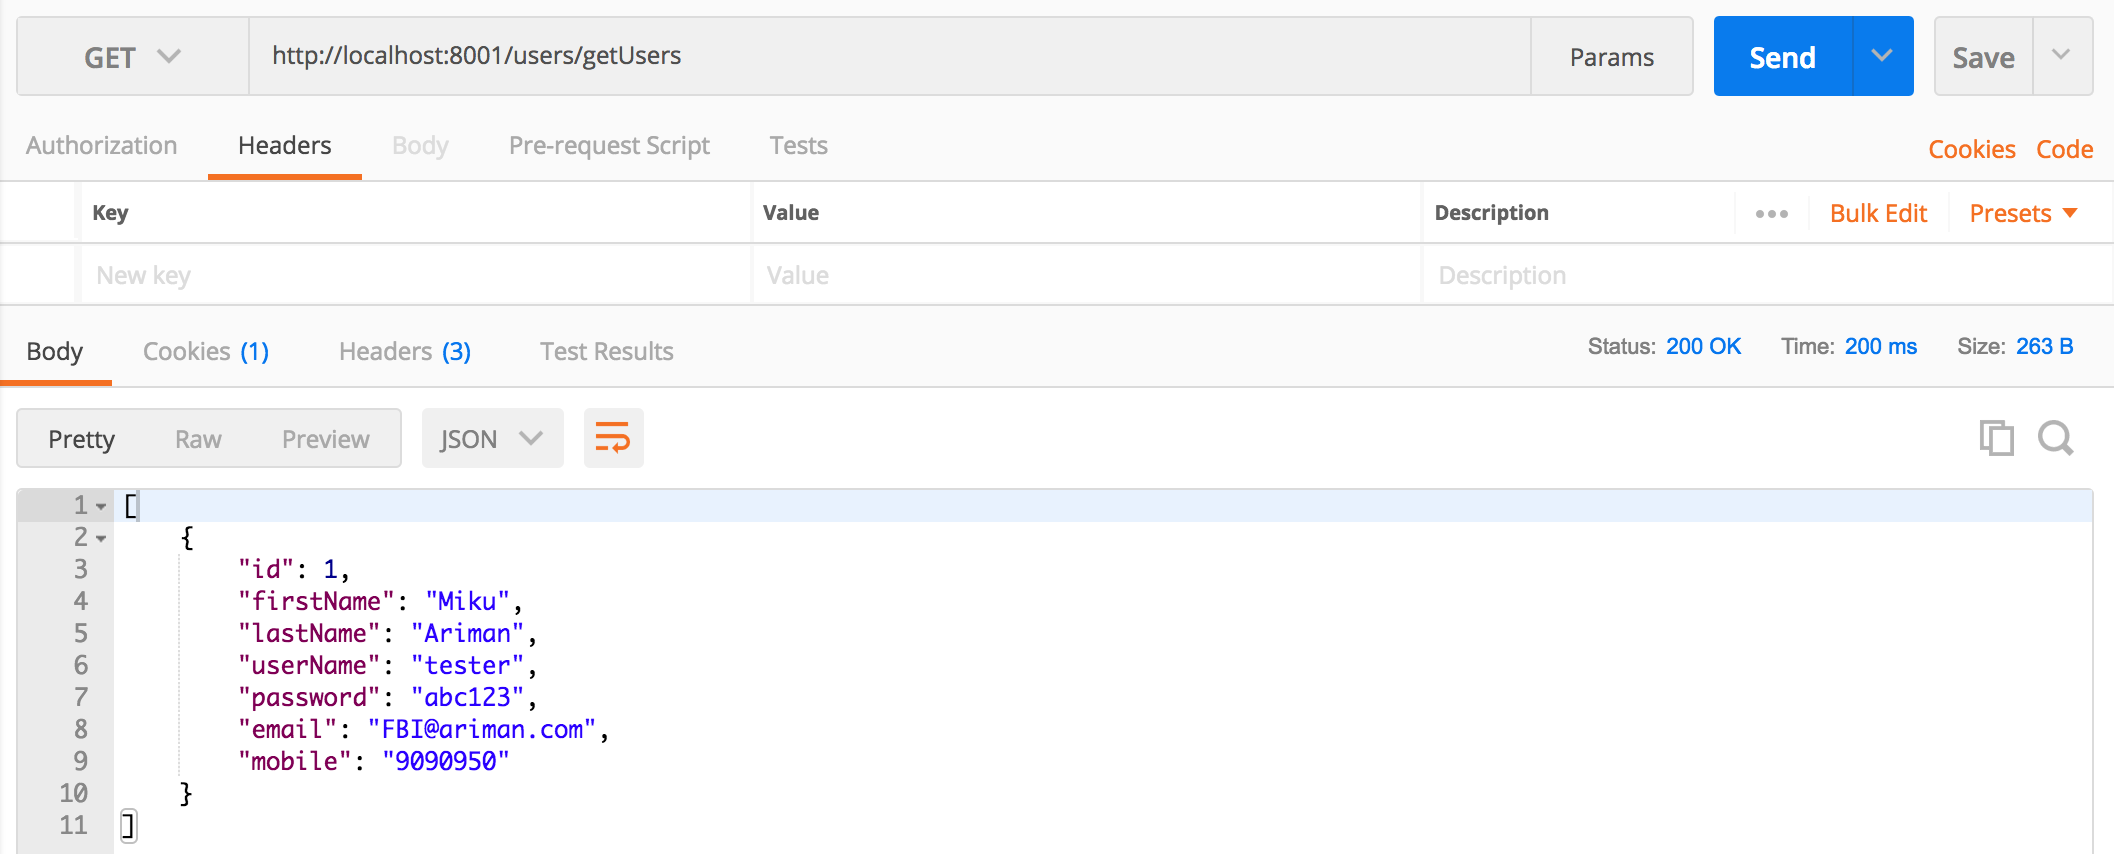 GET http://localhost:8001/users/getUsers Params Send Save
Authorization Headers Body Pre-request Script Tests Cookies Code
Key Value Description ••• Bulk Edit Presets
New key Value Description
Body Cookies (1) Headers (3) Test Results Status: 200 OK Time: 200 ms Size: 263 B
Pretty Raw Preview JSON
1 [
2 {
3 "id": 1,
4 "firstName": "Miku",
5 "lastName": "Ariman",
6 "userName": "tester",
7 "password": "abc123",
8 "email": "FBI@ariman.com",
9 "mobile": "9090950"
10 }
11 ]